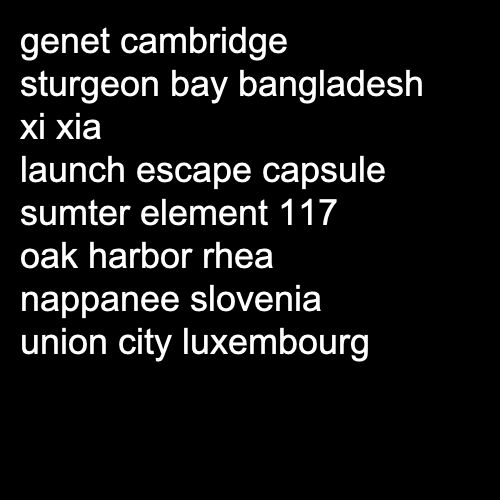 genet cambridge
sturgeon bay bangladesh
xi xia
launch escape capsule
sumter element 117
oak harbor rhea
nappanee slovenia
union city luxembourg